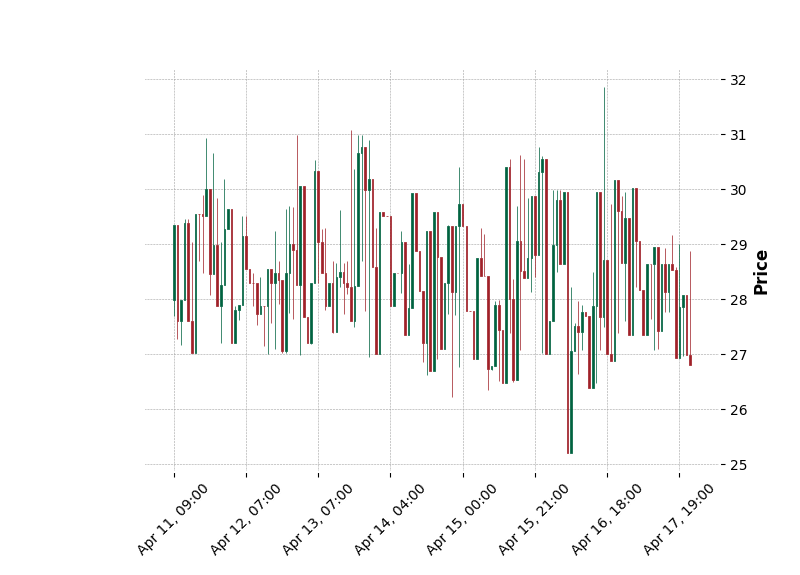 32
31
30
29
28
27
26
25
Price
Apr 11, 09:00
Apr 12, 07:00
Apr 13, 07:00
Apr 14, 04:00
Apr 15, 00:00
Apr 15, 21:00
Apr 16, 18:00
Apr 17, 19:00